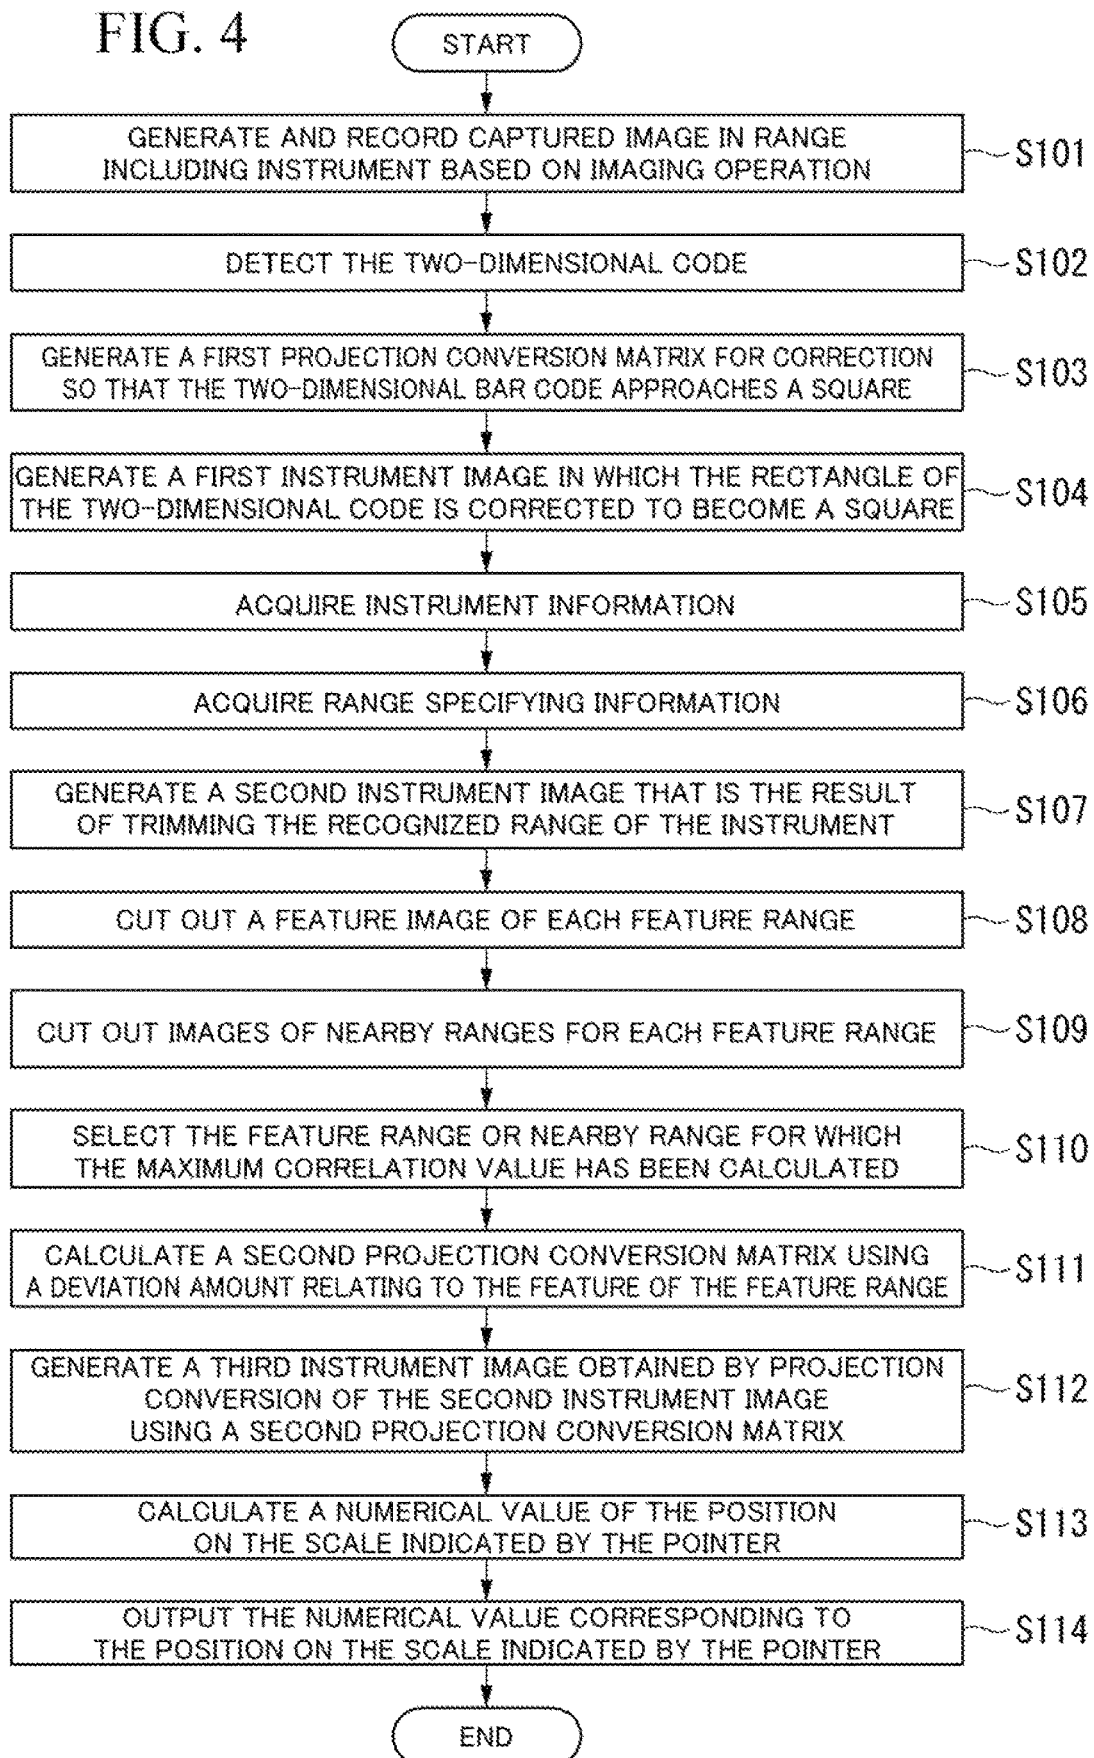 FIG. 4
START
GENERATE AND RECORD CAPTURED IMAGE IN RANGE
INCLUDING INSTRUMENT BASED ON IMAGING OPERATION
S101
DETECT THE TWO-DIMENSIONAL CODE
S102
GENERATE A FIRST PROJECTION CONVERSION MATRIX FOR CORRECTION
SO THAT THE TWO-DIMENSIONAL BAR CODE APPROACHES A SQUARE
S103
GENERATE A FIRST INSTRUMENT IMAGE IN WHICH THE RECTANGLE OF
THE TWO-DIMENSIONAL CODE IS CORRECTED TO BECOME A SQUARE
S104
ACQUIRE INSTRUMENT INFORMATION
S105
ACQUIRE RANGE SPECIFYING INFORMATION
S106
GENERATE A SECOND INSTRUMENT IMAGE THAT IS THE RESULT
OF TRIMMING THE RECOGNIZED RANGE OF THE INSTRUMENT
S107
CUT OUT A FEATURE IMAGE OF EACH FEATURE RANGE
S108
CUT OUT IMAGES OF NEARBY RANGES FOR EACH FEATURE RANGE
S109
SELECT THE FEATURE RANGE OR NEARBY RANGE FOR WHICH
THE MAXIMUM CORRELATION VALUE HAS BEEN CALCULATED
S110
CALCULATE A SECOND PROJECTION CONVERSION MATRIX USING
A DEVIATION AMOUNT RELATING TO THE FEATURE OF THE FEATURE RANGE
S111
GENERATE A THIRD INSTRUMENT IMAGE OBTAINED BY PROJECTION
CONVERSION OF THE SECOND INSTRUMENT IMAGE
USING A SECOND PROJECTION CONVERSION MATRIX
S112
CALCULATE A NUMERICAL VALUE OF THE POSITION
ON THE SCALE INDICATED BY THE POINTER
S113
OUTPUT THE NUMERICAL VALUE CORRESPONDING TO
THE POSITION ON THE SCALE INDICATED BY THE POINTER
S114
END